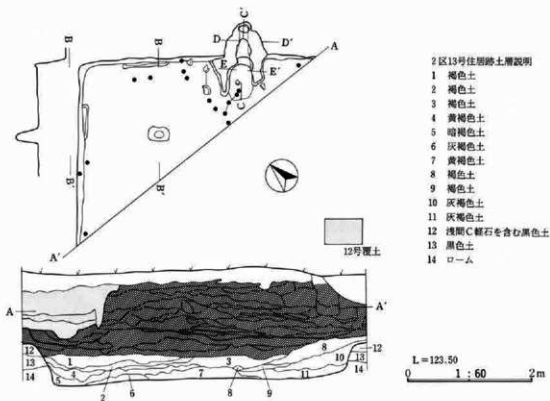 C'
D
D'
B
B
A
E
E'
C
B'
B'
A'
2区13号住居跡土層説明
1 褐色土
2 褐色土
3 褐色土
4 黄褐色土
5 暗褐色土
6 灰褐色土
7 黄褐色土
8 褐色土
9 褐色土
10 灰褐色土
11 灰褐色土
12 浅間C軽石を含む黒色土
13 黒色土
14 ローム
12号覆土
A
A'
12
13
14
1
3
8
12
10
13
14
5
4
7
11
2
6
8
9
L=123.50
0
1:60
2m